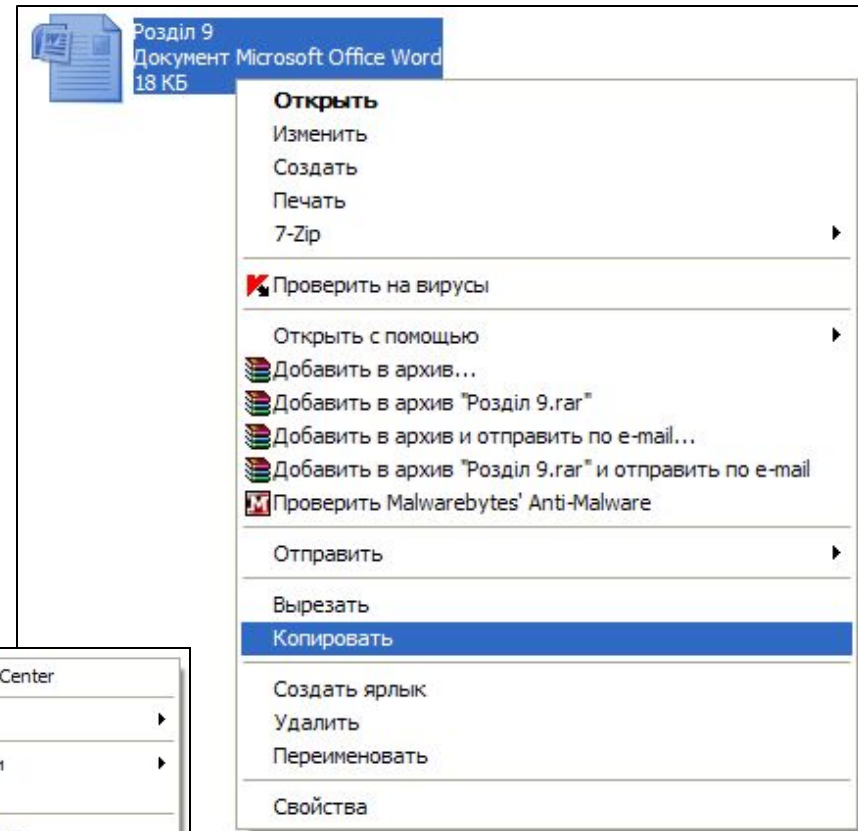 Розділ 9
Документ Microsoft Office Word
18 КБ
Открыть
Изменить
Создать
Печать
7-Zip
Проверить на вирусы
Открыть с помощью
Добавить в архив...
Добавить в архив "Розділ 9.rar"
Добавить в архив и отправить по e-mail...
Добавить в архив "Розділ 9.rar" и отправить по e-mail
Проверить Malwarebytes' Anti-Malware
Отправить
Вырезать
Копировать
Создать ярлык
Удалить
Переименовать
Свойства
Center